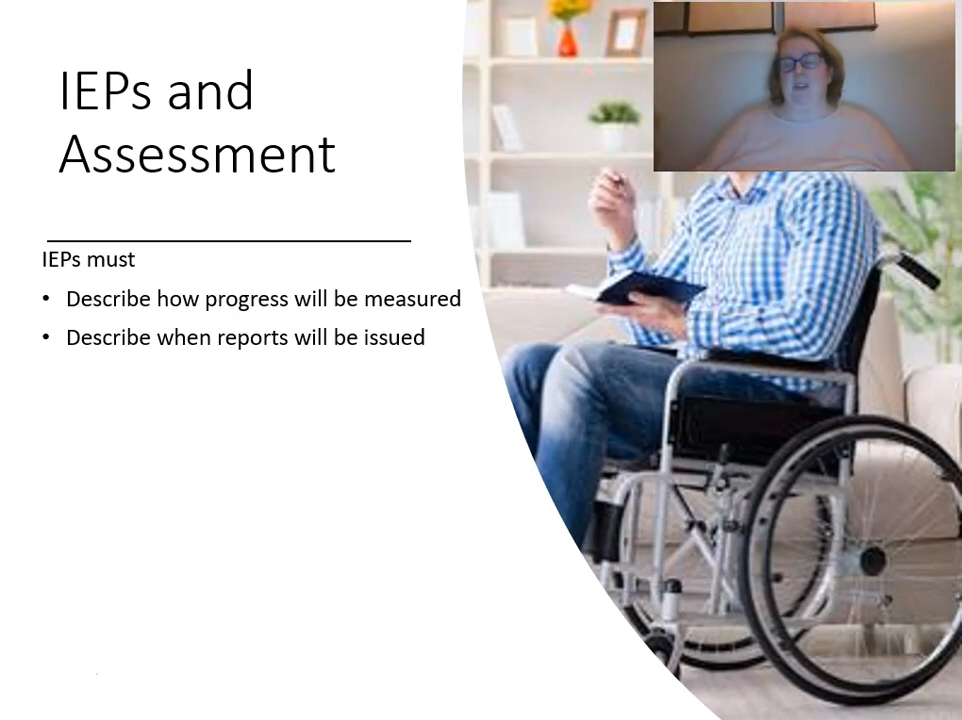 IEPs and
Assessment
IEPs must
• Describe how progress will be measured
• Describe when reports will be issued